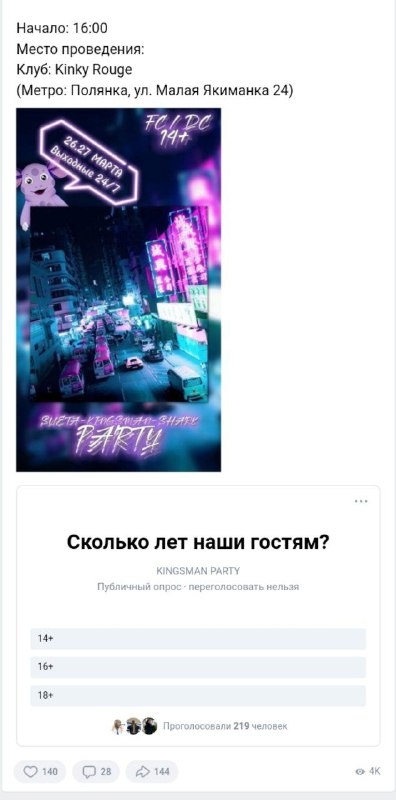 Начало: 16:00
Место проведения:
Клуб: Kinky Rouge
(Метро: Полянка, ул. Малая Якиманка 24)
FC / DC
14+
26,27 МАРТА
Выходные 24/7
SUETA-KINGSMAN-SHARK
PARTY
Сколько лет наши гостям?
KINGSMAN PARTY
Публичный опрос · переголосовать нельзя
14+
16+
18+
Проголосовали 219 человек
140
28
144
4K